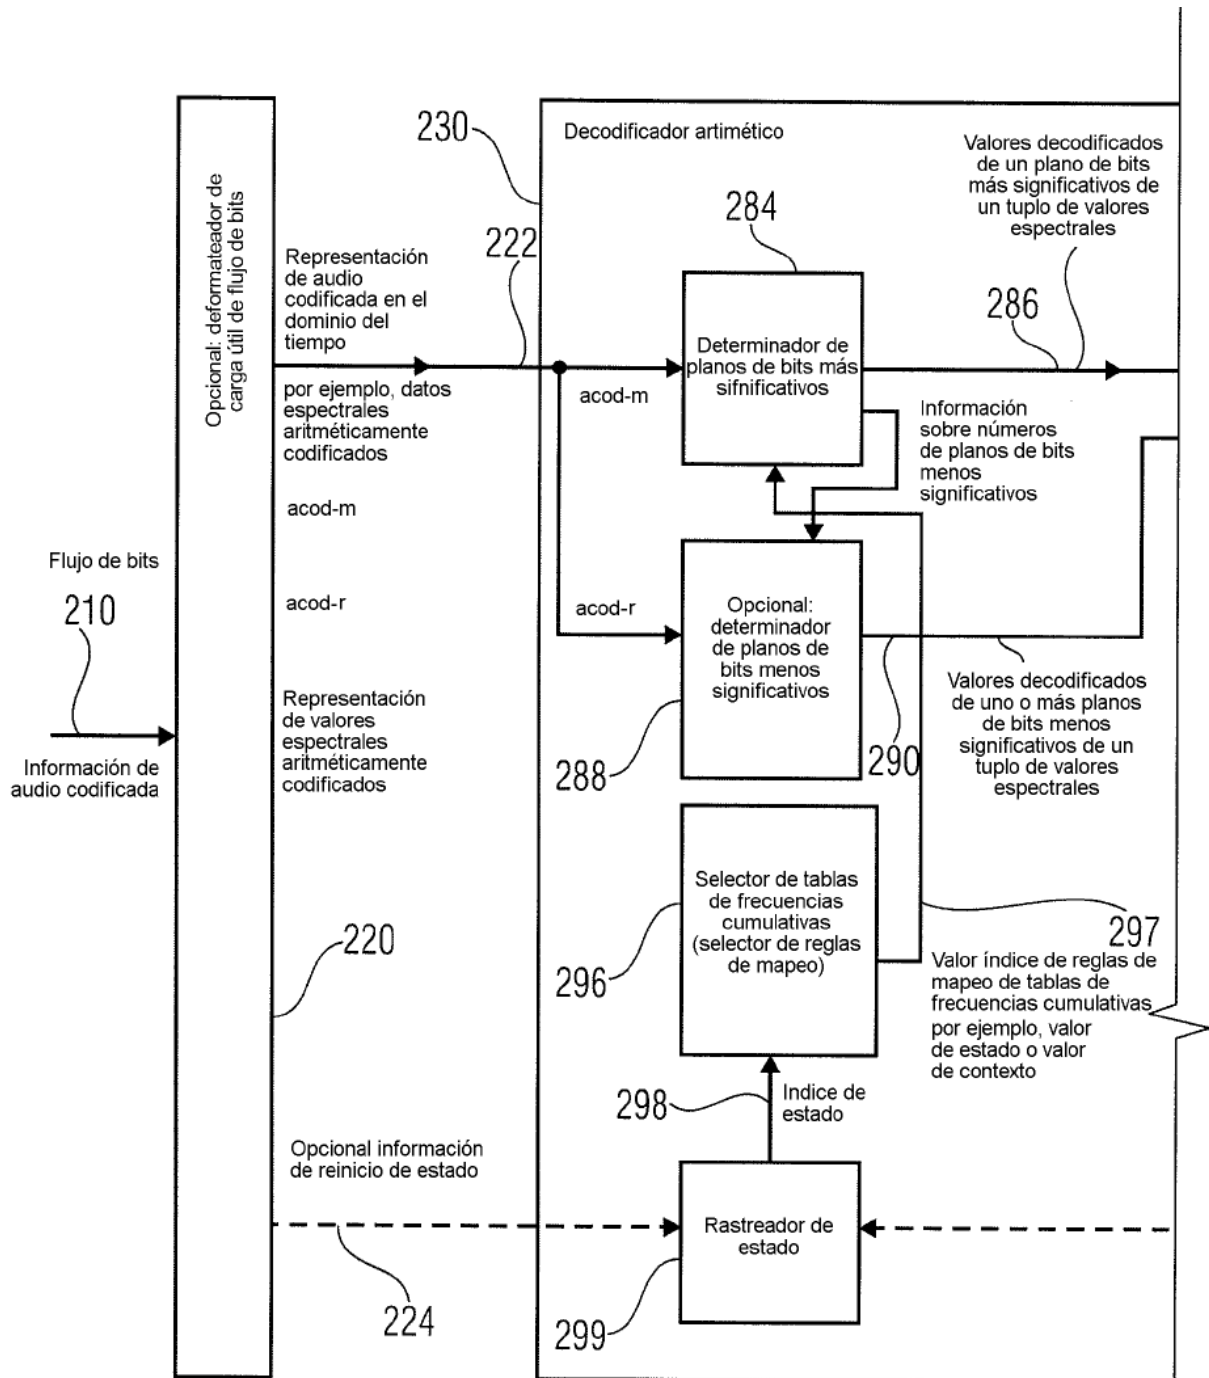 230
Decodificador artimético
Valores decodificados
de un plano de bits
más significativos de
un tuplo de valores
espectrales
Opcional: deformateador de
carga útil de flujo de bits
284
222
Representación
de audio
codificada en el
dominio del
tiempo
286
Determinador de
planos de bits más
sifnificativos
acod-m
por ejemplo, datos
espectrales
aritméticamente
codificados
Información
sobre números
de planos de bits
menos
significativos
acod-m
Flujo de bits
210
acod-r
acod-r
Opcional:
determinador
de planos de
bits menos
significativos
Representación
de valores
espectrales
aritméticamente
codificados
Valores decodificados
de uno o más planos
de bits menos
significativos de un
tuplo de valores
espectrales
Información de
audio codificada
288
290
Selector de tablas
de frecuencias
cumulativas
(selector de reglas
de mapeo)
220
296
297
Valor índice de reglas de
mapeo de tablas de
frecuencias cumulativas
por ejemplo, valor
de estado o valor
de contexto
298
Indice de
estado
Opcional información
de reinicio de estado
Rastreador de
estado
224
299